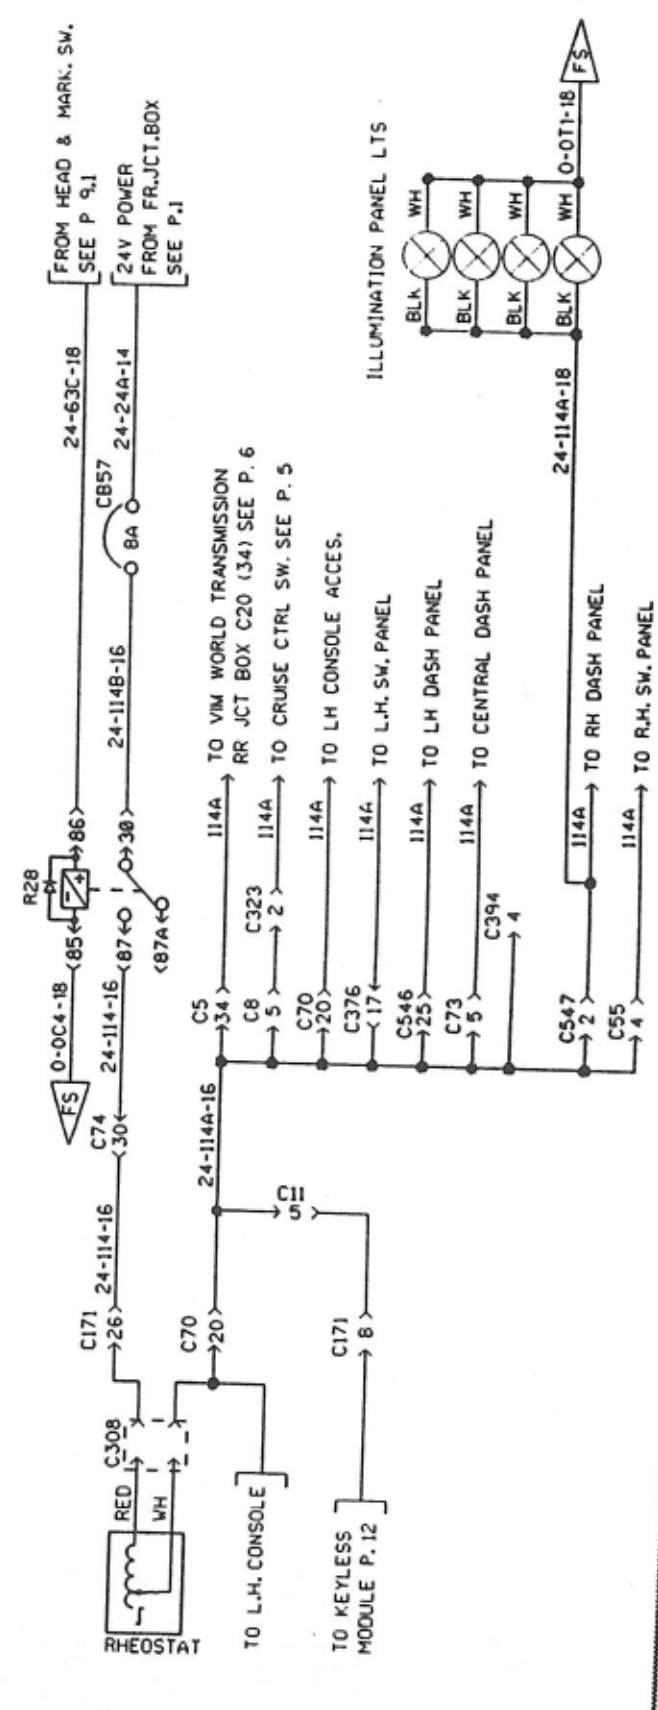 FROM HEAD & MARK. SW.
SEE P 9.1
24V POWER
FROM FR.JCT.BOX
SEE P.1
24-63C-18
24-24A-14
CB57
8A
24-114B-16
R28
86
85
30
87
87A
0-0C4-18
FS
24-114-16
C74
30
24-114-16
C171
26
C308
RED
WH
RHEOSTAT
C70
20
TO L.H. CONSOLE
24-114A-16
C11
5
C171
8
TO KEYLESS
MODULE P.12
C5
34
114A
TO VIM WORLD TRANSMISSION
RR JCT BOX C20 (34) SEE P. 6
C8
5
C323
2
114A
TO CRUISE CTRL SW. SEE P. 5
C70
20
114A
TO LH CONSOLE ACCES.
C376
17
114A
TO L.H. SW. PANEL
C546
25
114A
TO LH DASH PANEL
C73
5
114A
TO CENTRAL DASH PANEL
C394
4
C547
2
114A
TO RH DASH PANEL
C55
4
114A
TO R.H. SW. PANEL
24-114A-18
ILLUMINATION PANEL LTS
BLK WH
BLK WH
BLK WH
BLK WH
0-0T1-18
FS